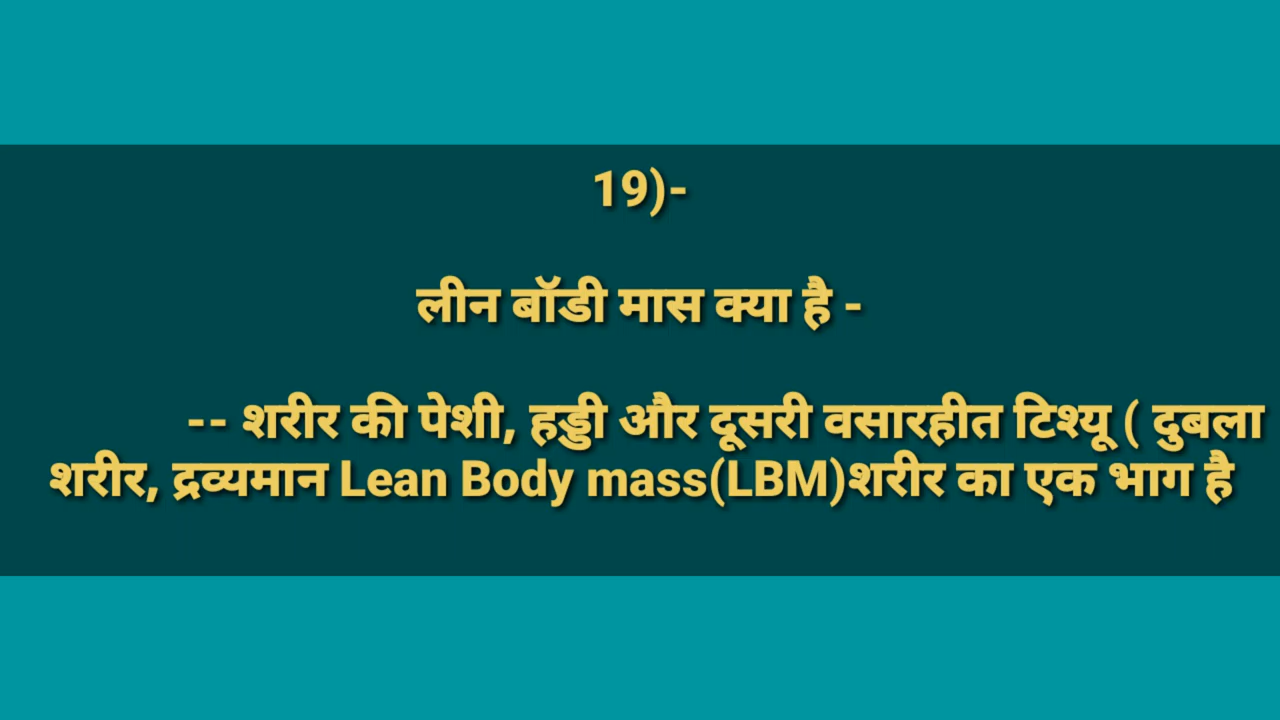 19)-
लीन बॉडी मास क्या है -
-- शरीर की पेशी, हड्डी और दूसरी वसारहीत टिश्यू ( दुबला
शरीर, द्रव्यमान Lean Body mass(LBM)शरीर का एक भाग है